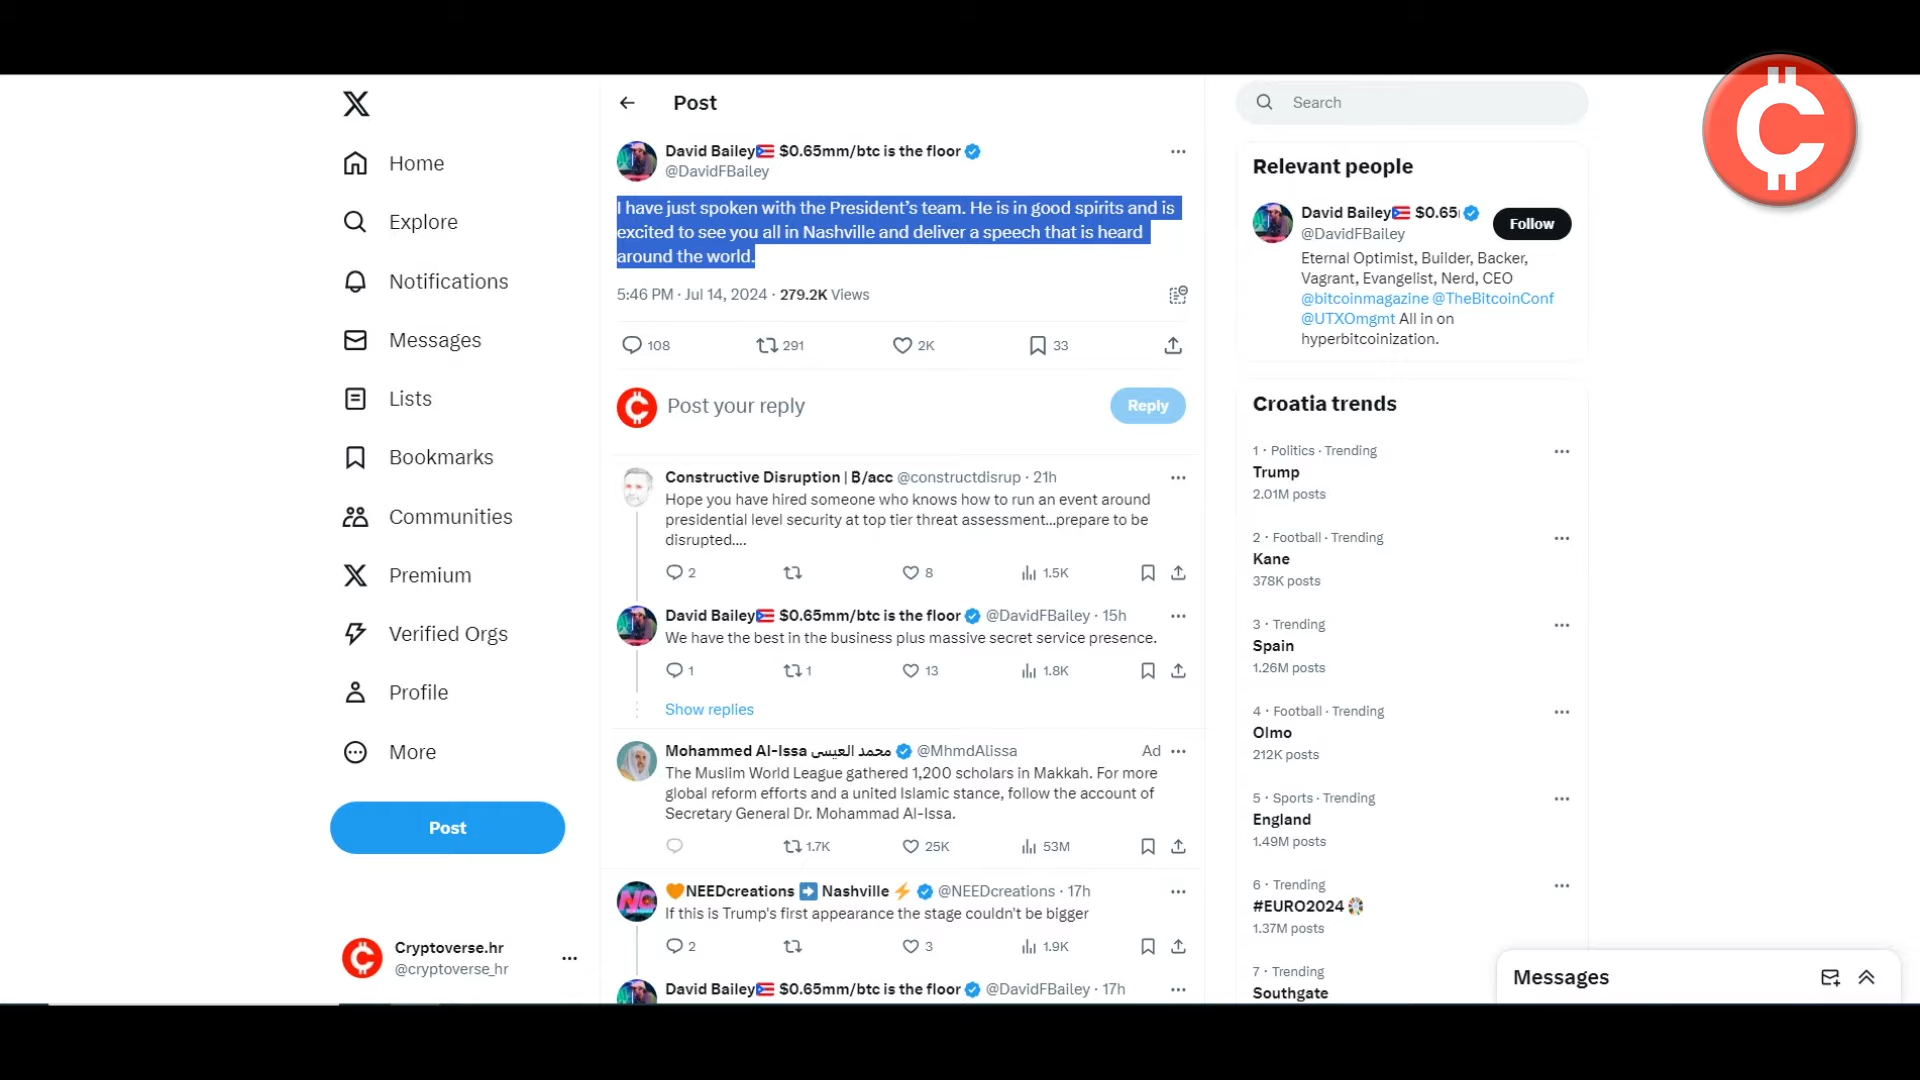 Home
Explore
Notifications
Messages
Lists
Bookmarks
Communities
Premium
Verified Orgs
Profile
More
Post
Cryptoverse.hr
@cryptoverse_hr
Post
David Bailey🇵🇷 $0.65mm/btc is the floor
@DavidFBailey
I have just spoken with the President’s team. He is in good spirits and is
excited to see you all in Nashville and deliver a speech that is heard
around the world.
5:46 PM · Jul 14, 2024 · 279.2K Views
108 291 2K 33
Post your reply
Reply
Constructive Disruption | B/acc @constructdisrup · 21h
Hope you have hired someone who knows how to run an event around
presidential level security at top tier threat assessment...prepare to be
disrupted....
2 8 1.5K
David Bailey🇵🇷 $0.65mm/btc is the floor @DavidFBailey · 15h
We have the best in the business plus massive secret service presence.
1 1 13 1.8K
Show replies
Mohammed Al-Issa محمد العيسى @MhmdAlissa Ad
The Muslim World League gathered 1,200 scholars in Makkah. For more
global reform efforts and a united Islamic stance, follow the account of
Secretary General Dr. Mohammad Al-Issa.
1.7K 25K 53M
🧡NEEDcreations ➡️ Nashville ⚡ @NEEDcreations · 17h
If this is Trump's first appearance the stage couldn't be bigger
2 3 1.9K
David Bailey🇵🇷 $0.65mm/btc is the floor @DavidFBailey · 17h
Search
Relevant people
David Bailey🇵🇷 $0.65
@DavidFBailey
Follow
Eternal Optimist, Builder, Backer,
Vagrant, Evangelist, Nerd, CEO
@bitcoinmagazine @TheBitcoinConf
@UTXOmgmt All in on
hyperbitcoinization.
Croatia trends
1 · Politics · Trending
Trump
2.01M posts
2 · Football · Trending
Kane
378K posts
3 · Trending
Spain
1.26M posts
4 · Football · Trending
Olmo
212K posts
5 · Sports · Trending
England
1.49M posts
6 · Trending
#EURO2024
1.37M posts
7 · Trending
Southgate
Messages